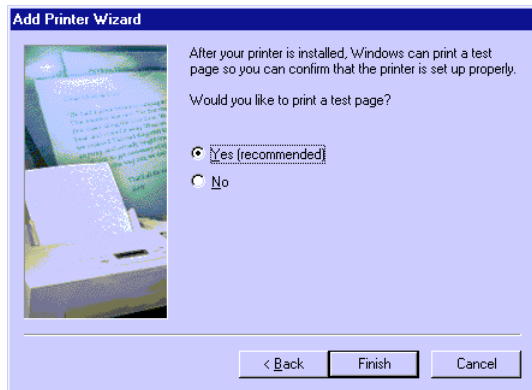 Add Printer Wizard
After your printer is installed, Windows can print a test
page so you can confirm that the printer is set up properly.
Would you like to print a test page?
Yes (recommended)
No
< Back
Finish
Cancel